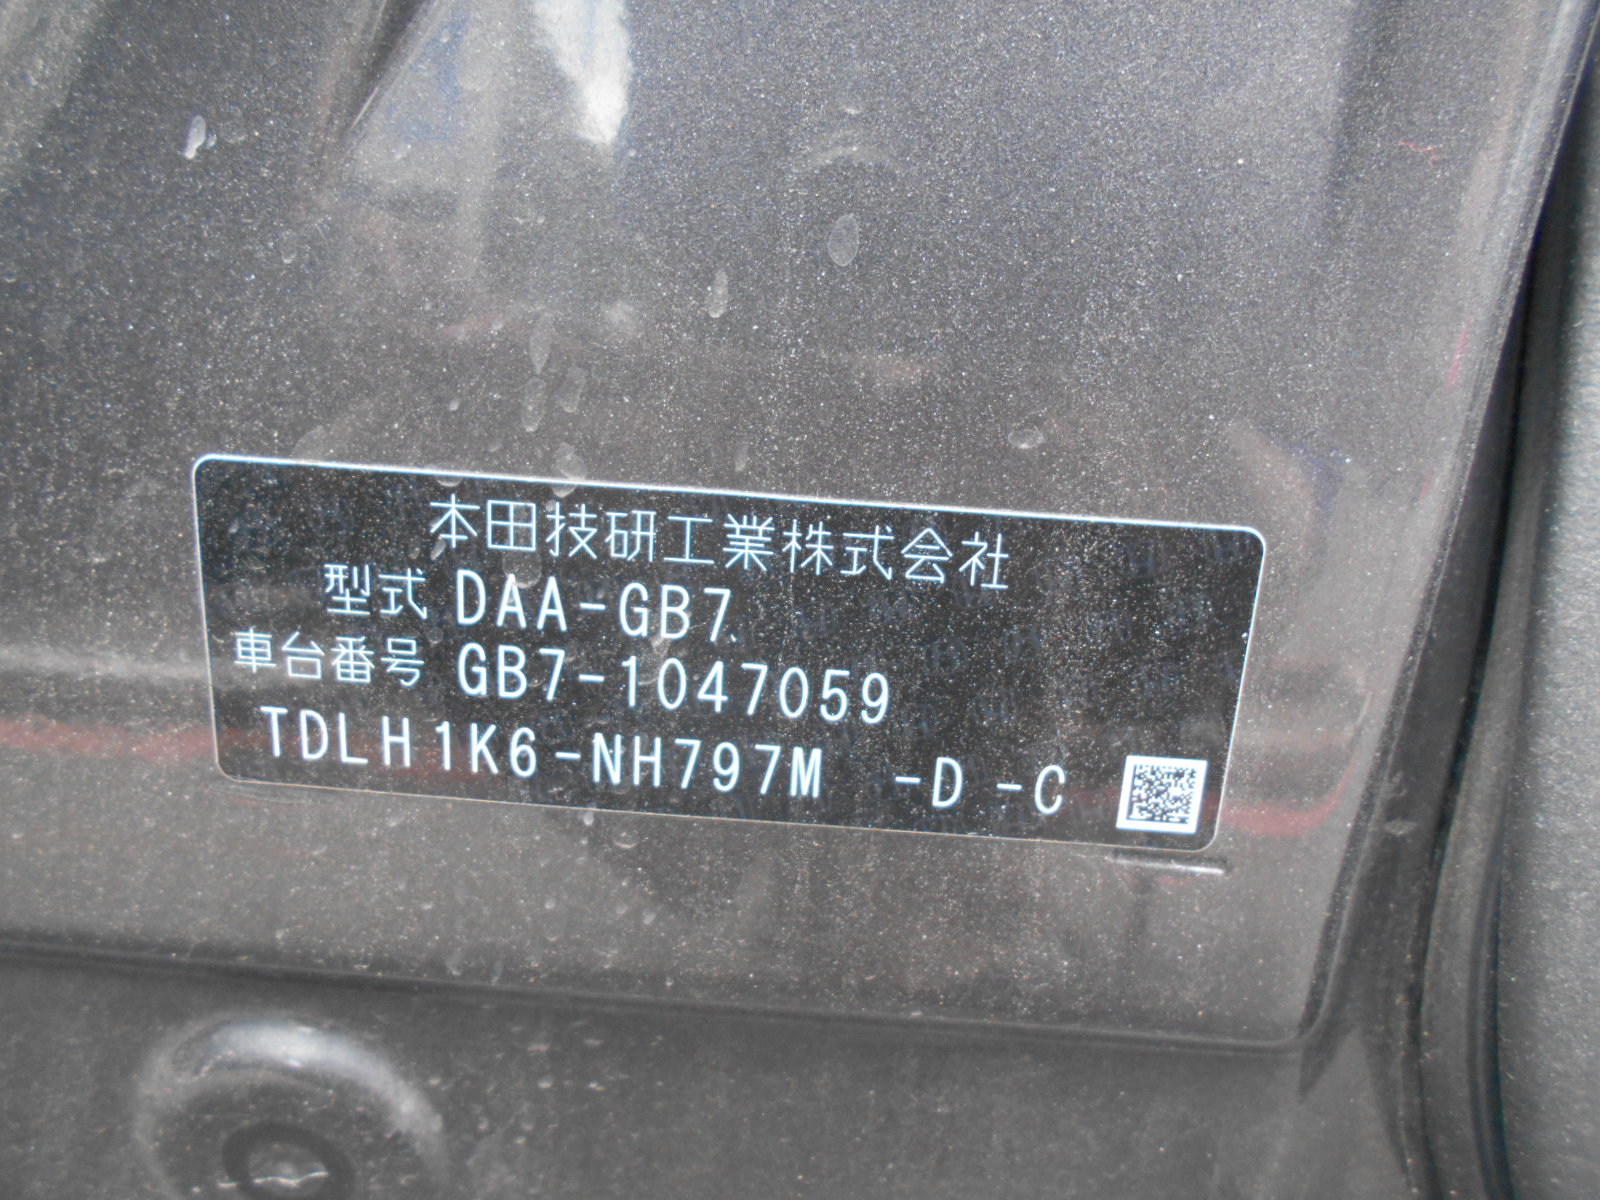 本田技研工業株式会社
型式 DAA-GB7
車台番号 GB7-1047059
TDLH1K6-NH797M -D -C